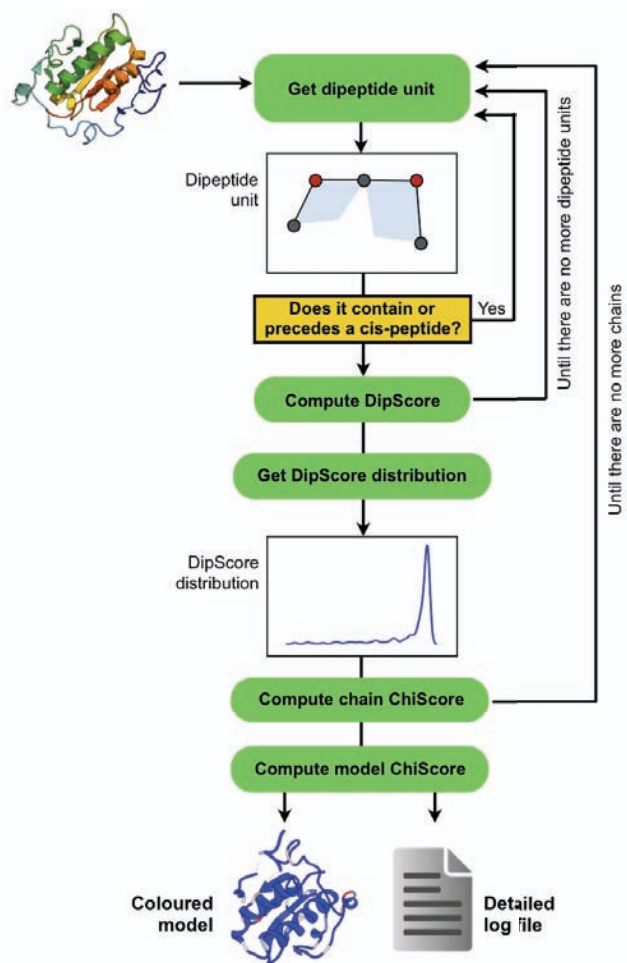 Get dipeptide unit
Dipeptide
unit
Does it contain or
precedes a cis-peptide?
Yes
Compute DipScore
Until there are no more dipeptide units
Get DipScore distribution
Until there are no more chains
DipScore
distribution
Compute chain ChiScore
Compute model ChiScore
Coloured
model
Detailed
log file